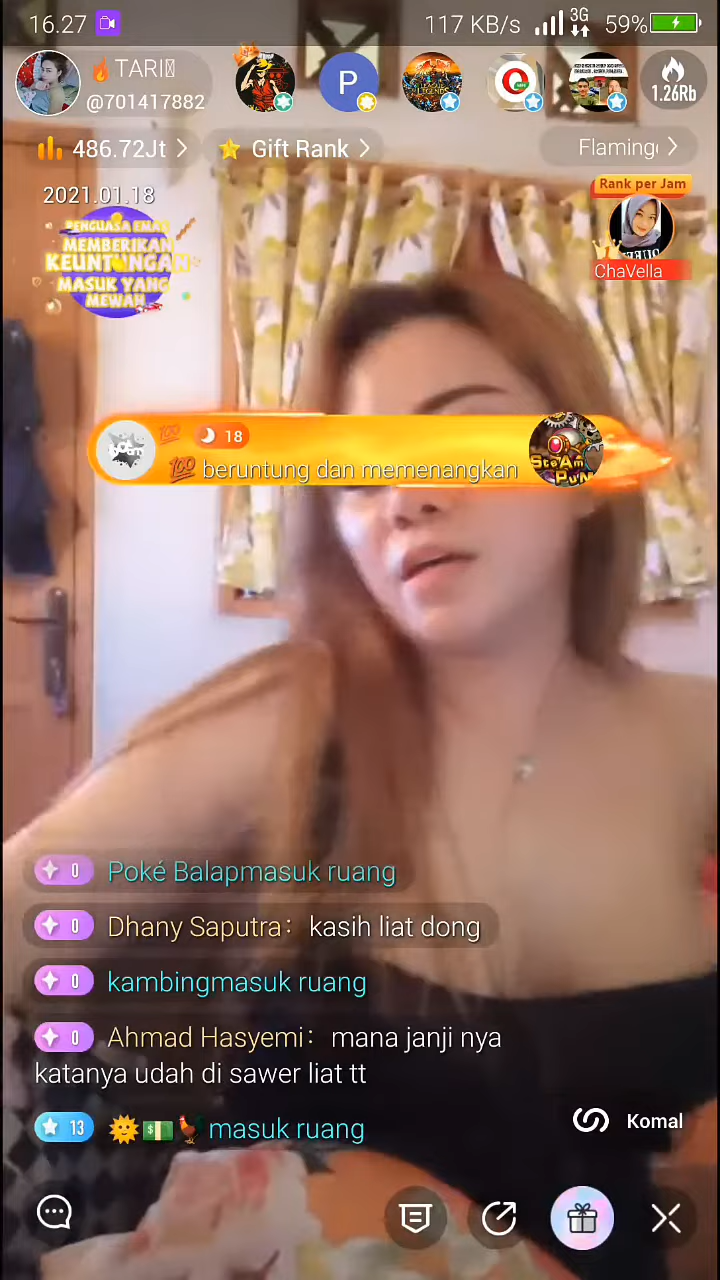 16.27
117 KB/s
3G
59%
TARI
@701417882
P
1.26Rb
486.72Jt
Gift Rank
Flaming
2021.01.18
PENGUASA EMAS
MEMBERIKAN
KEUNTUNGAN
MASUK YANG
MEWAH
Rank per Jam
ChaVella
💯 18
💯 beruntung dan memenangkan
SteAm
PuN
0 Poké Balapmasuk ruang
0 Dhany Saputra: kasih liat dong
0 kambingmasuk ruang
0 Ahmad Hasyemi: mana janji nya
katanya udah di sawer liat tt
13 🌞💵🐓 masuk ruang
Komal